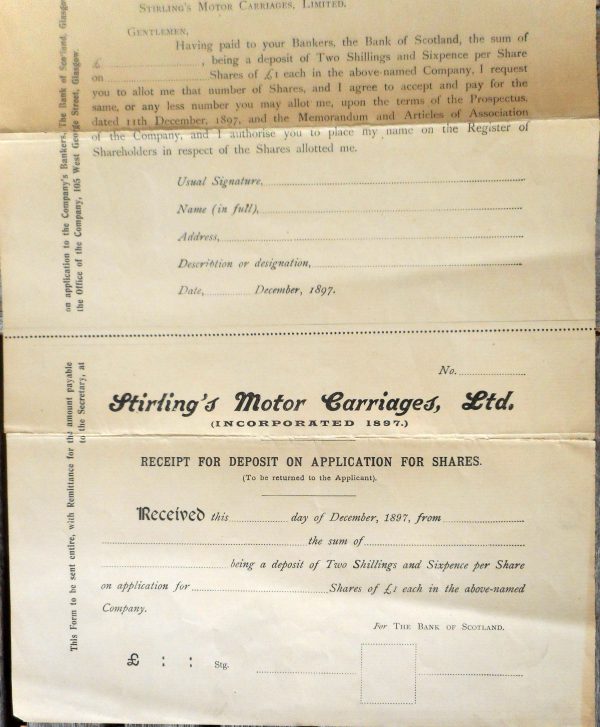 STIRLING'S MOTOR CARRIAGES, LIMITED.
GENTLEMEN,
Having paid to your Bankers, the Bank of Scotland, the sum of
£ , being a deposit of Two Shillings and Sixpence per Share
on Shares of £1 each in the above-named Company, I request
you to allot me that number of Shares, and I agree to accept and pay for the
same, or any less number you may allot me, upon the terms of the Prospectus,
dated 11th December, 1897, and the Memorandum and Articles of Association
of the Company, and I authorise you to place my name on the Register of
Shareholders in respect of the Shares allotted me.
Usual Signature,
Name (in full),
Address,
Description or designation,
Date, December, 1897.
on application to the Company's Bankers, The Bank of Scotland, Glasgow
the Office of the Company, 105 West George Street, Glasgow.
This Form to be sent entire, with Remittance for the amount payable
to the Secretary, at
No.
Stirling's Motor Carriages, Ltd.
(INCORPORATED 1897.)
RECEIPT FOR DEPOSIT ON APPLICATION FOR SHARES.
(To be returned to the Applicant).
Received this day of December, 1897, from
the sum of
being a deposit of Two Shillings and Sixpence per Share
on application for Shares of £1 each in the above-named
Company.
For THE BANK OF SCOTLAND.
£ : : Stg.